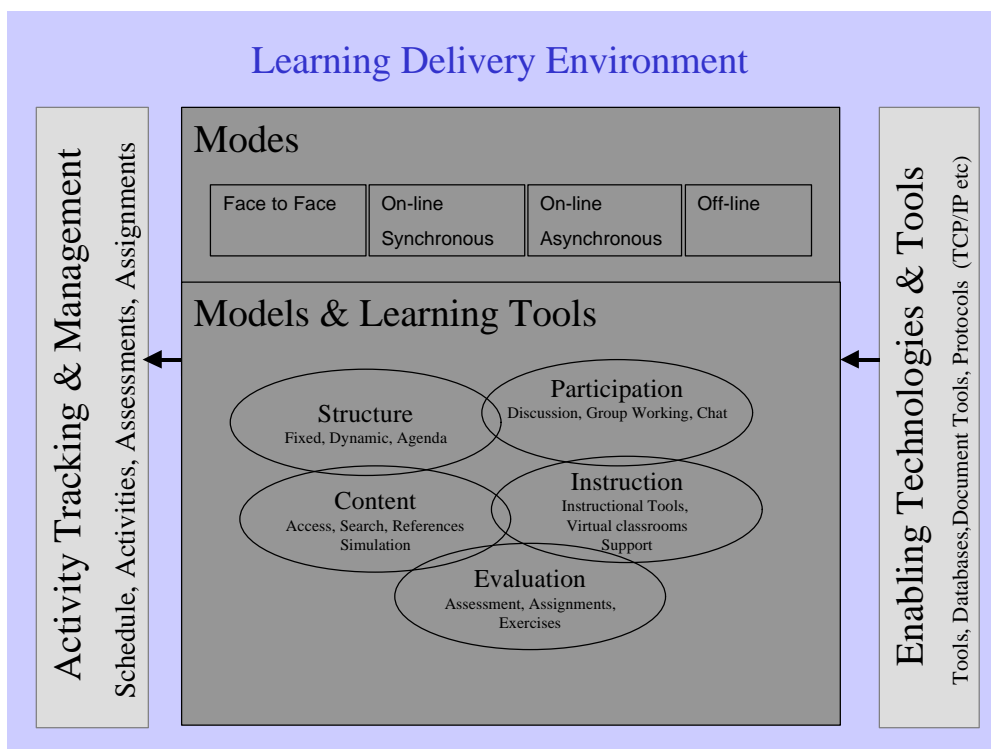 Learning Delivery Environment
Activity Tracking & Management
Schedule, Activities, Assessments, Assignments
Modes
Face to Face
On-line
Synchronous
On-line
Asynchronous
Off-line
Models & Learning Tools
Structure
Fixed, Dynamic, Agenda
Participation
Discussion, Group Working, Chat
Content
Access, Search, References
Simulation
Instruction
Instructional Tools,
Virtual classrooms
Support
Evaluation
Assessment, Assignments,
Exercises
Enabling Technologies & Tools
Tools, Databases,Document Tools, Protocols (TCP/IP etc)